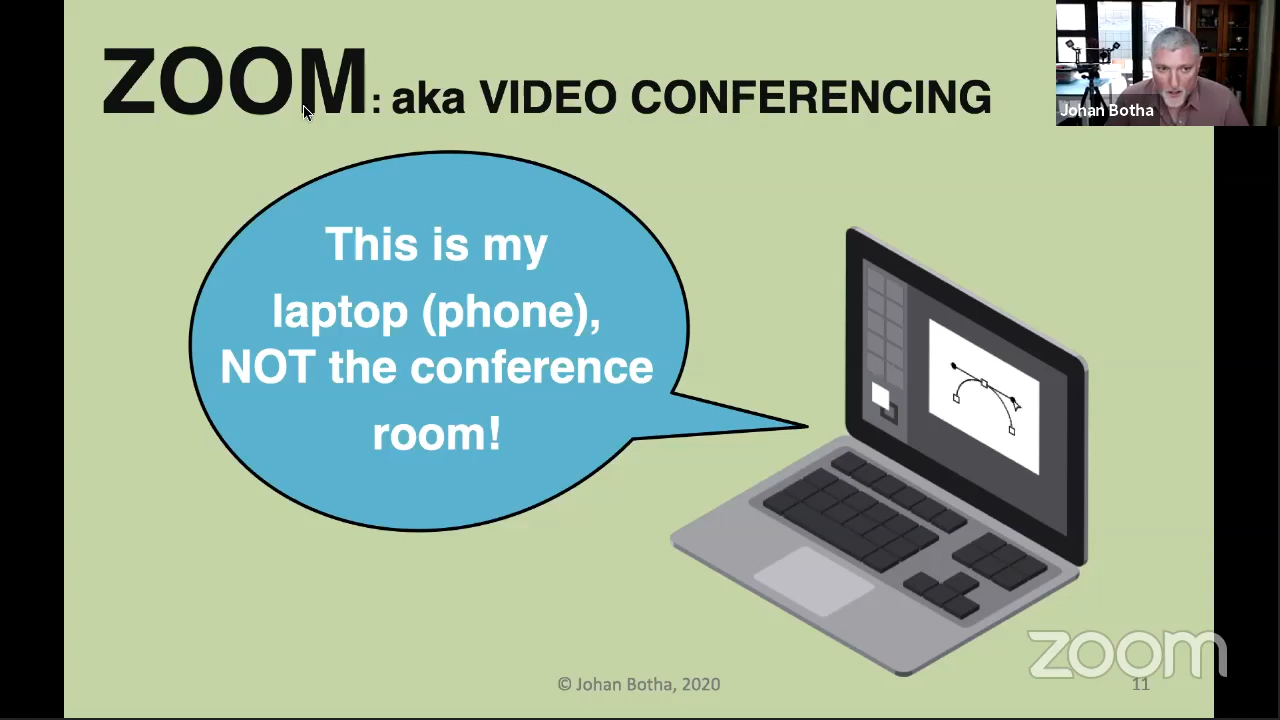 ZOOM: aka VIDEO CONFERENCING
Johan Botha
This is my
laptop (phone),
NOT the conference
room!
zoom
© Johan Botha, 2020
11